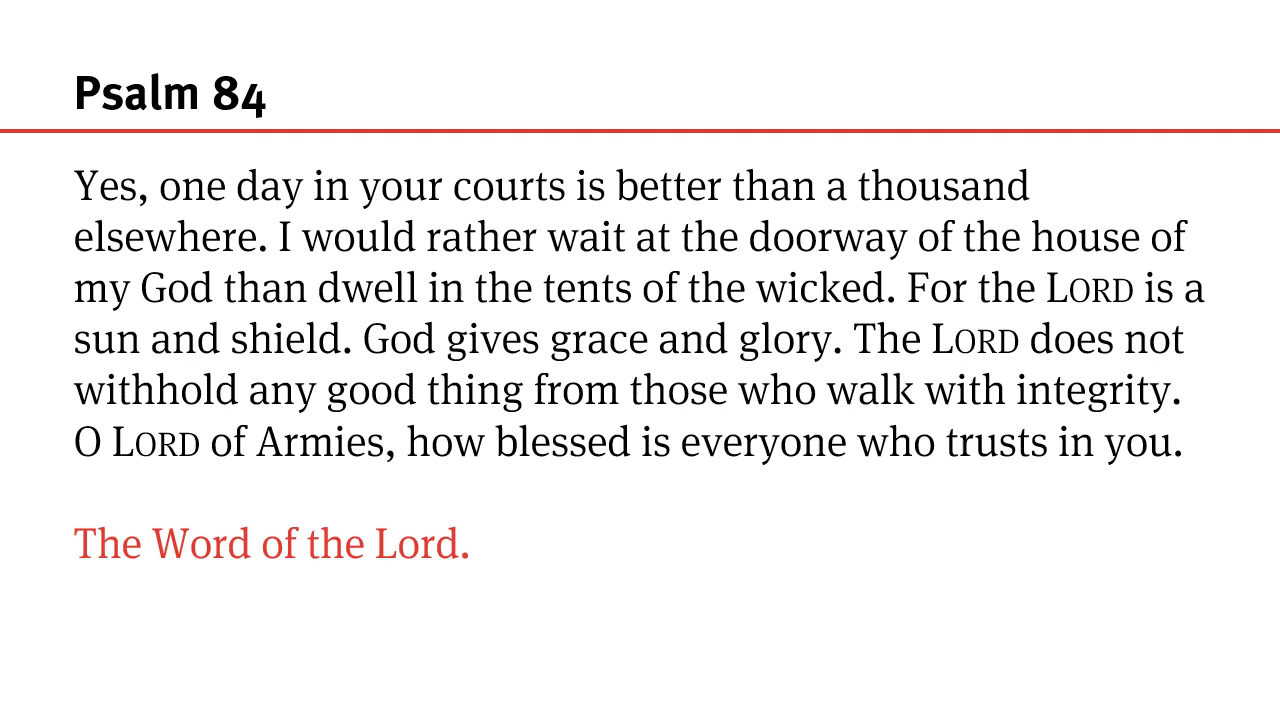 Psalm 84
Yes, one day in your courts is better than a thousand
elsewhere. I would rather wait at the doorway of the house of
my God than dwell in the tents of the wicked. For the LORD is a
sun and shield. God gives grace and glory. The LORD does not
withhold any good thing from those who walk with integrity.
O LORD of Armies, how blessed is everyone who trusts in you.
The Word of the Lord.